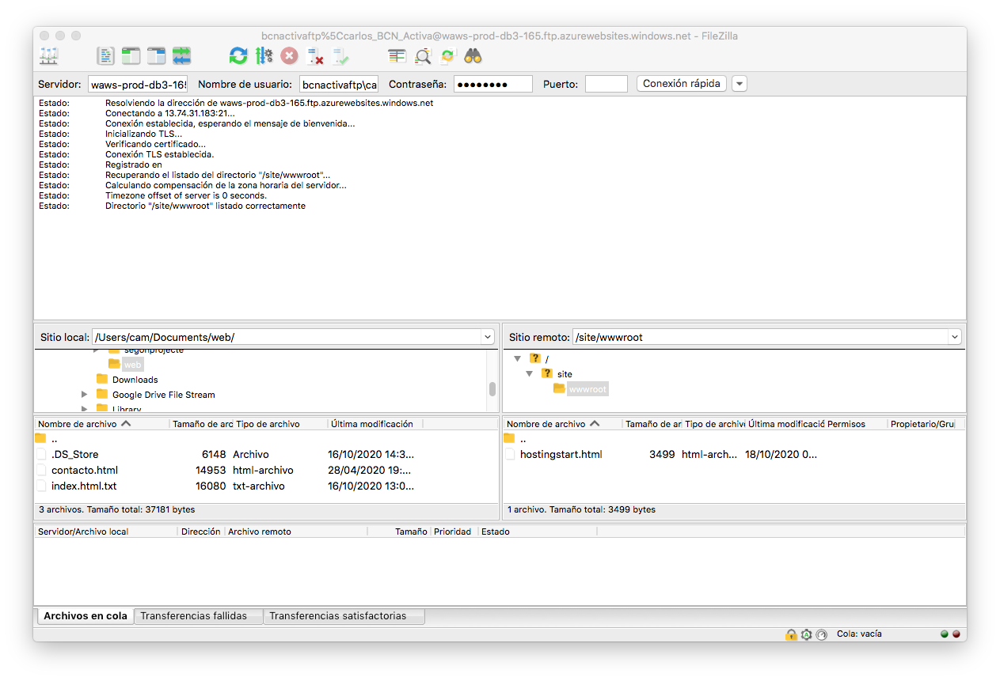 bcnactivaftp%5Ccarlos_BCN_Activa@waws-prod-db3-165.ftp.azurewebsites.windows.net - FileZilla
Servidor: waws-prod-db3-165 Nombre de usuario: bcnactivaftp\ca Contraseña: ●●●●●●●● Puerto: Conexión rápida
Estado: Resolviendo la dirección de waws-prod-db3-165.ftp.azurewebsites.windows.net
Estado: Conectando a 13.74.31.183:21...
Estado: Conexión establecida, esperando el mensaje de bienvenida...
Estado: Inicializando TLS...
Estado: Verificando certificado...
Estado: Conexión TLS establecida.
Estado: Registrado en
Estado: Recuperando el listado del directorio "/site/wwwroot"...
Estado: Calculando compensación de la zona horaria del servidor...
Estado: Timezone offset of server is 0 seconds.
Estado: Directorio "/site/wwwroot" listado correctamente
Sitio local: /Users/cam/Documents/web/
segonprojecte
web
Downloads
Google Drive File Stream
Library
Sitio remoto: /site/wwwroot
/
site
wwwroot
Nombre de archivo Tamaño de arc Tipo de archivo Última modificación
..
.DS_Store 6148 Archivo 16/10/2020 14:3...
contacto.html 14953 html-archivo 28/04/2020 19:...
index.html.txt 16080 txt-archivo 16/10/2020 13:0...
3 archivos. Tamaño total: 37181 bytes
Nombre de archivo Tamaño de ar Tipo de archivo Última modificació Permisos Propietario/Gru
..
hostingstart.html 3499 html-arch... 18/10/2020 0...
1 archivo. Tamaño total: 3499 bytes
Servidor/Archivo local Dirección Archivo remoto Tamaño Prioridad Estado
Archivos en cola Transferencias fallidas Transferencias satisfactorias
Cola: vacía